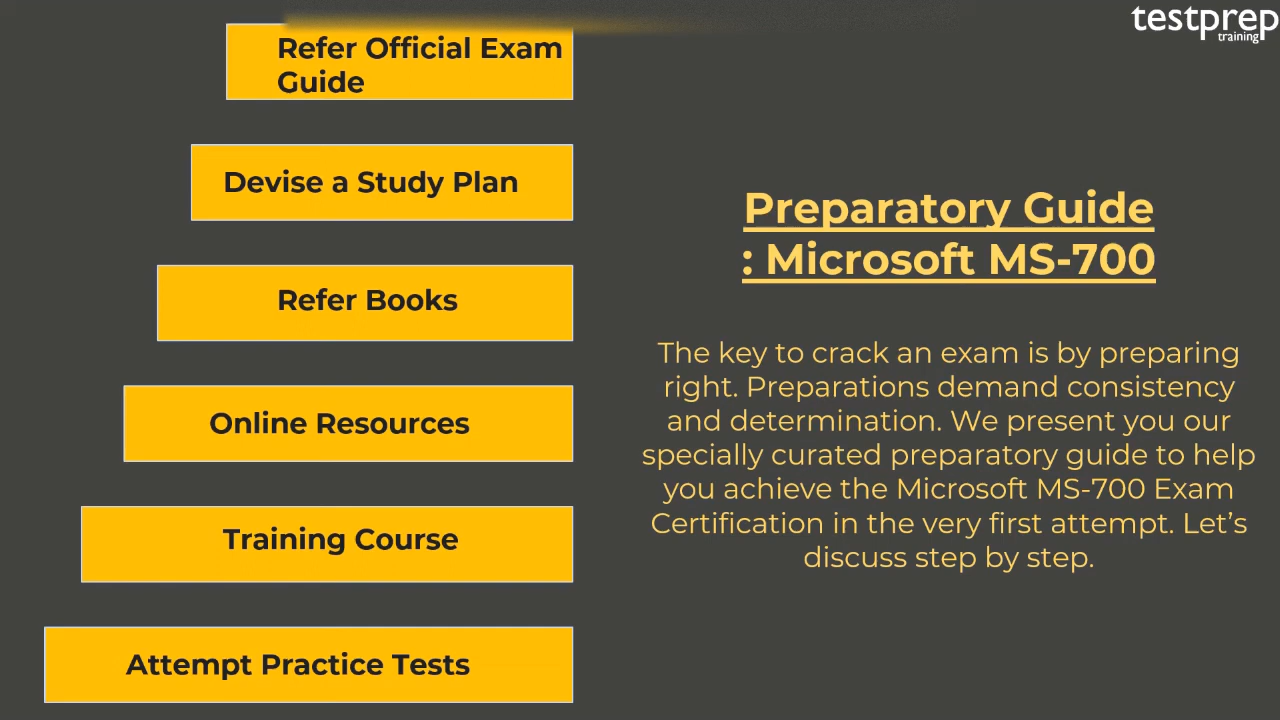 testprep
training
Refer Official Exam
Guide
Devise a Study Plan
Refer Books
Online Resources
Training Course
Attempt Practice Tests
Preparatory Guide
: Microsoft MS-700
The key to crack an exam is by preparing
right. Preparations demand consistency
and determination. We present you our
specially curated preparatory guide to help
you achieve the Microsoft MS-700 Exam
Certification in the very first attempt. Let’s
discuss step by step.